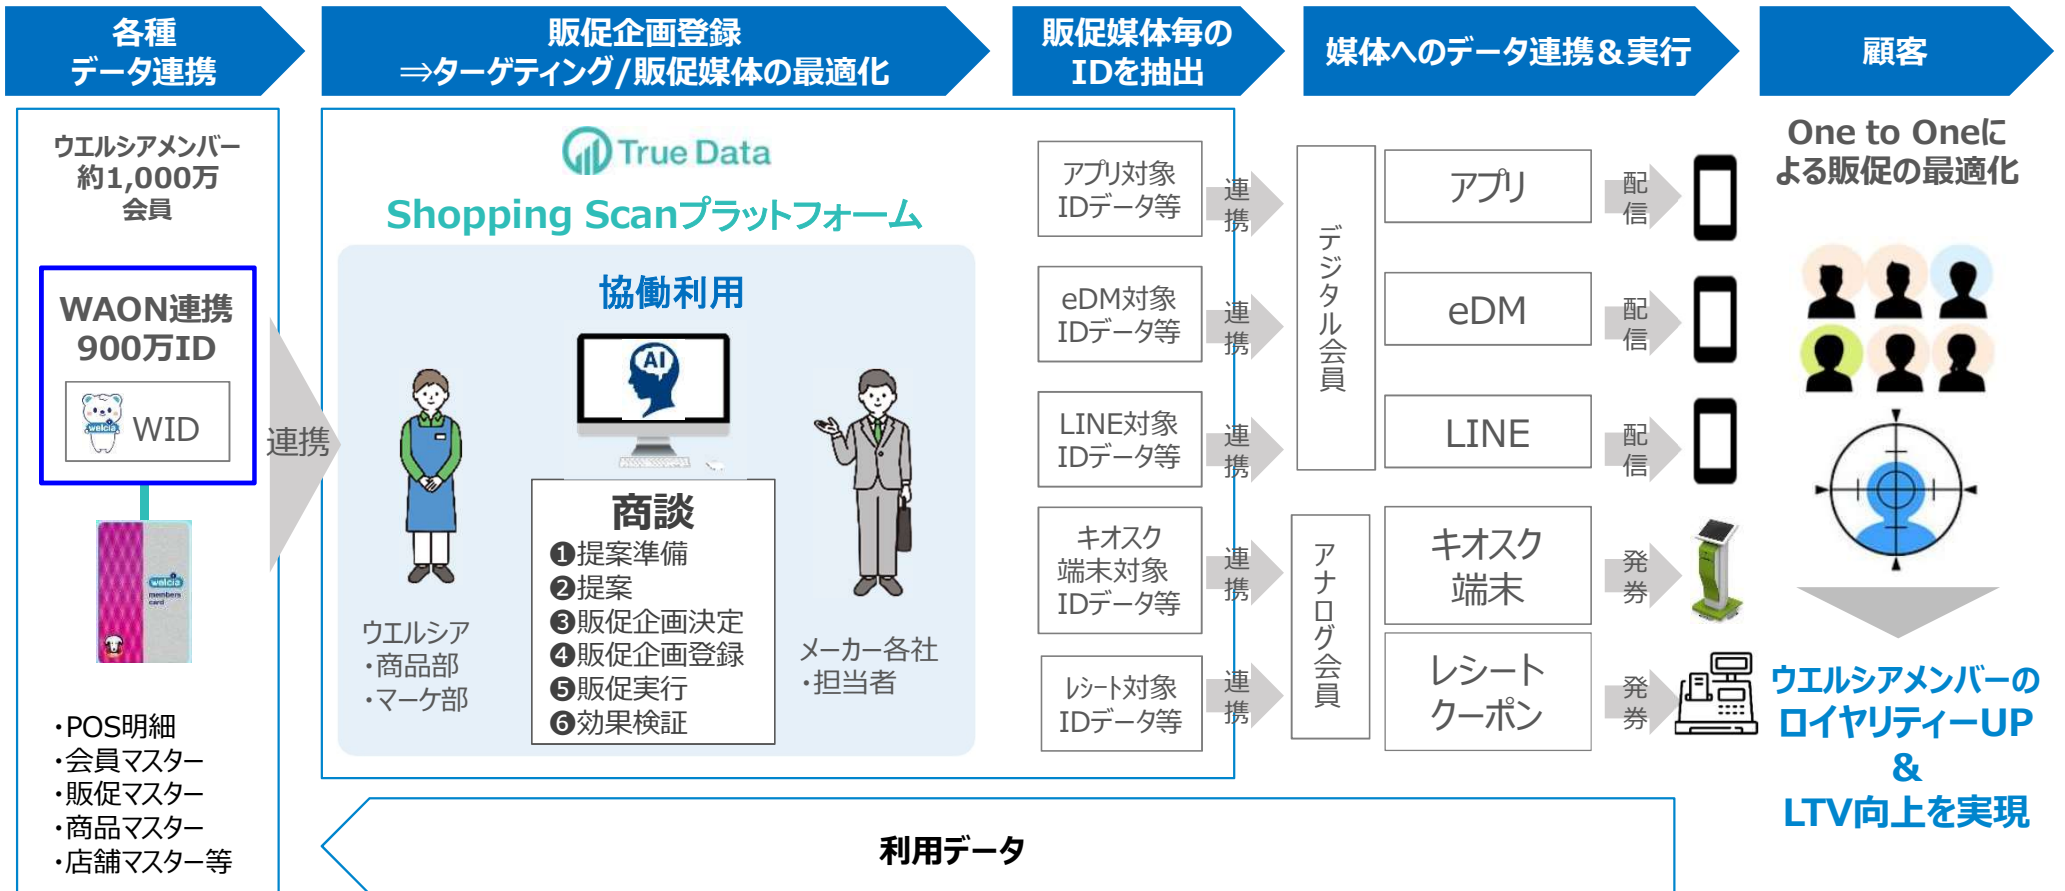 各種
データ連携
販促企画登録
⇒ターゲティング/販促媒体の最適化
販促媒体毎の
IDを抽出
媒体へのデータ連携＆実行
顧客
ウエルシアメンバー
約1,000万
会員
WAON連携
900万ID
welcia
WID
welcia
members
card
・POS明細
・会員マスター
・販促マスター
・商品マスター
・店舗マスター等
連携
True Data
Shopping Scanプラットフォーム
協働利用
AI
ウエルシア
・商品部
・マーケ部
商談
❶提案準備
❷提案
❸販促企画決定
❹販促企画登録
❺販促実行
❻効果検証
メーカー各社
・担当者
アプリ対象
IDデータ等
連携
eDM対象
IDデータ等
連携
LINE対象
IDデータ等
連携
キオスク
端末対象
IDデータ等
連携
レシート対象
IDデータ等
連携
デジタル会員
アナログ会員
アプリ
配信
eDM
配信
LINE
配信
キオスク
端末
発券
レシート
クーポン
発券
One to Oneに
よる販促の最適化
ウエルシアメンバーの
ロイヤリティーUP
&
LTV向上を実現
利用データ